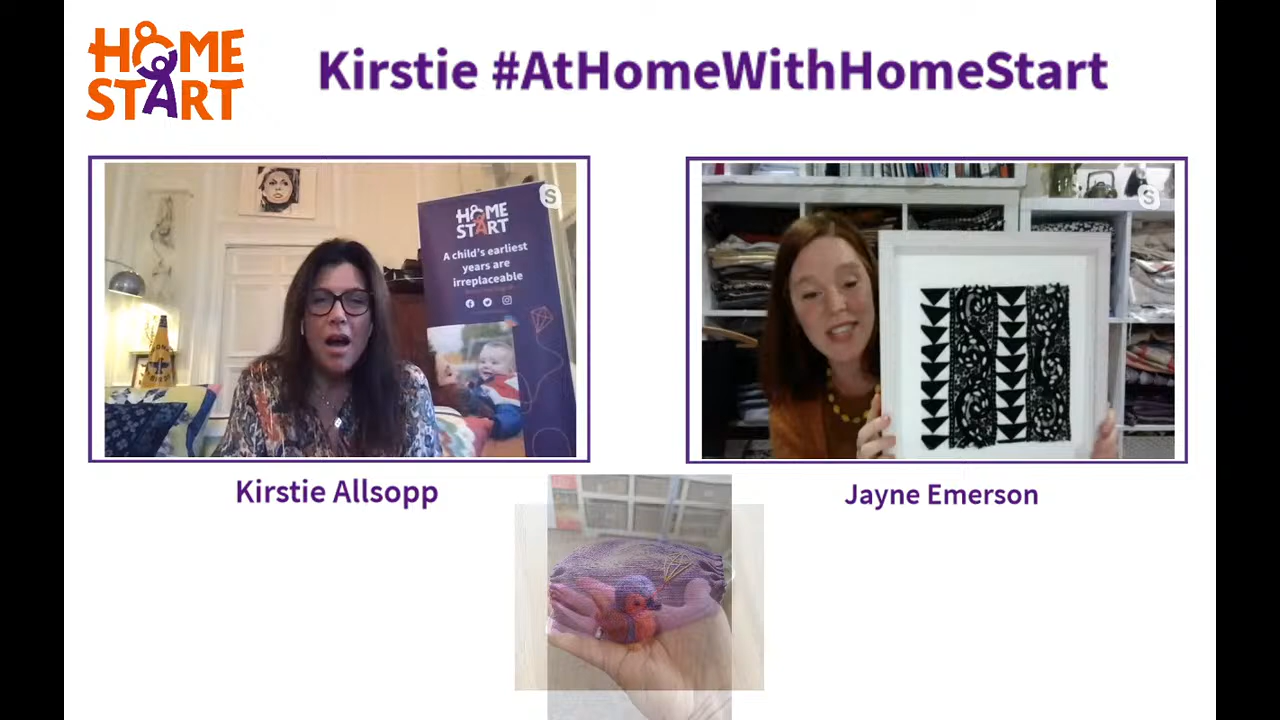 HOME
START
Kirstie #AtHomeWithHomeStart
S
HOME
START
A child's earliest
years are
irreplaceable
S
Kirstie Allsopp
Jayne Emerson